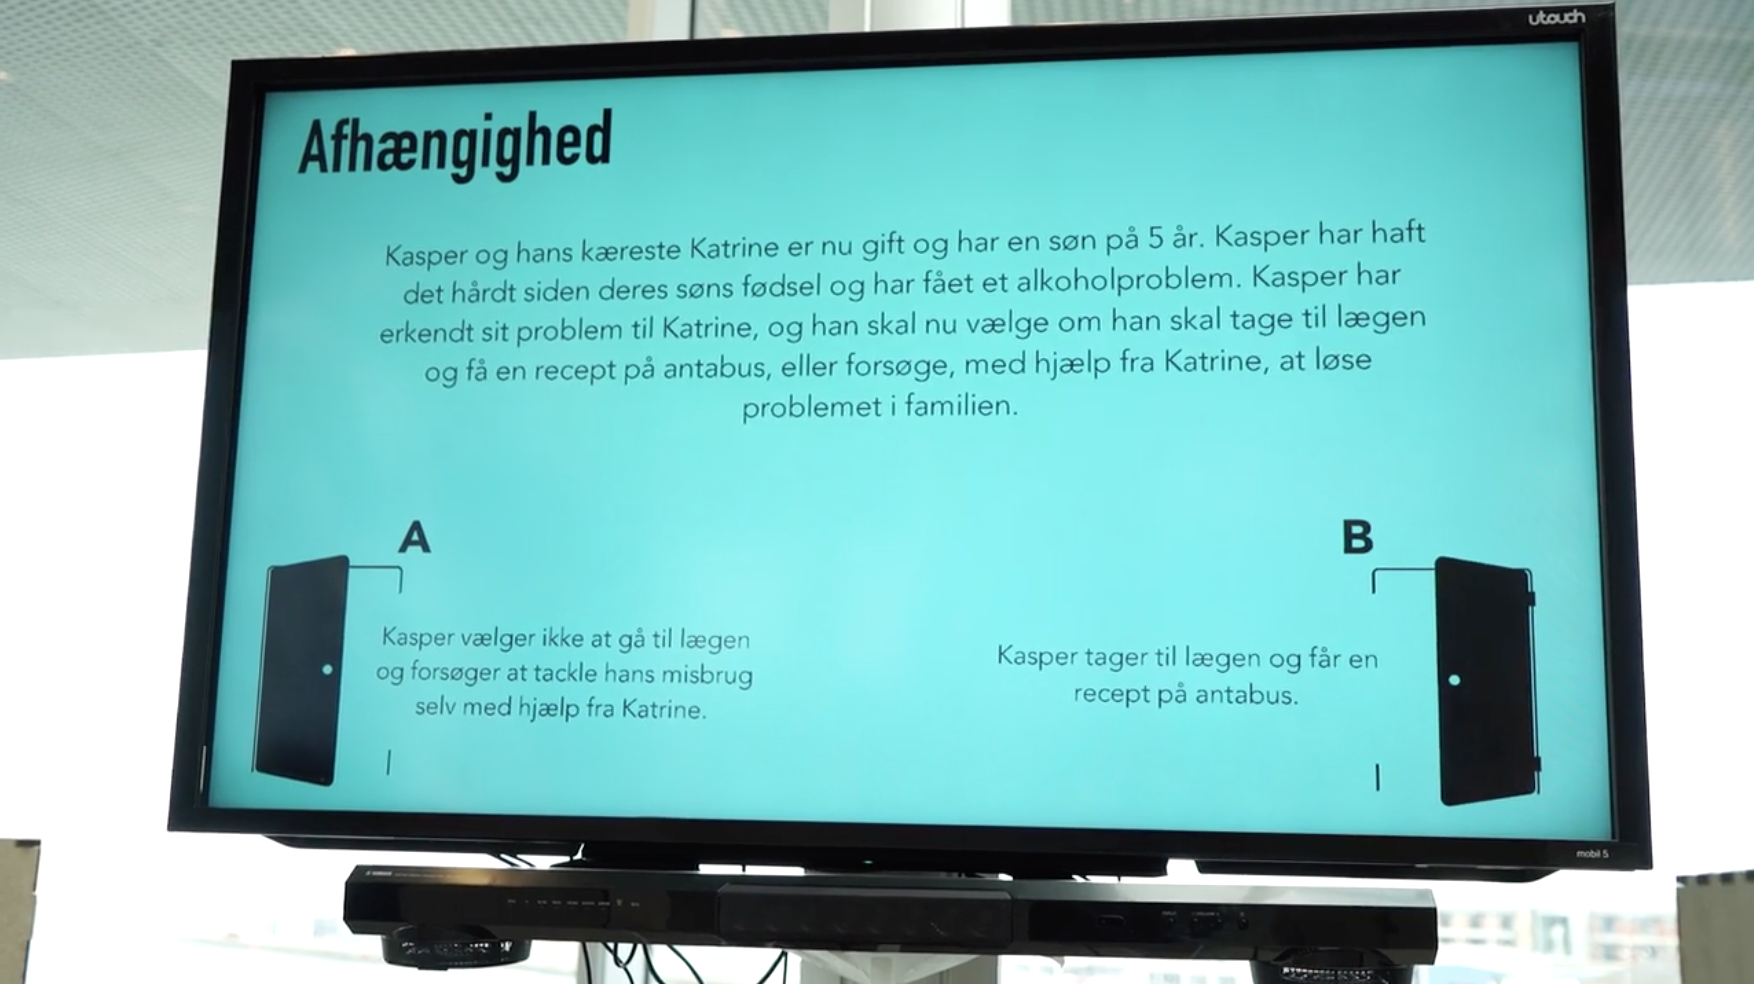 utouch
Afhængighed
Kasper og hans kæreste Katrine er nu gift og har en søn på 5 år. Kasper har haft
det hårdt siden deres søns fødsel og har fået et alkoholproblem. Kasper har
erkendt sit problem til Katrine, og han skal nu vælge om han skal tage til lægen
og få en recept på antabus, eller forsøge, med hjælp fra Katrine, at løse
problemet i familien.
A
Kasper vælger ikke at gå til lægen
og forsøger at tackle hans misbrug
selv med hjælp fra Katrine.
B
Kasper tager til lægen og får en
recept på antabus.
mobil 5